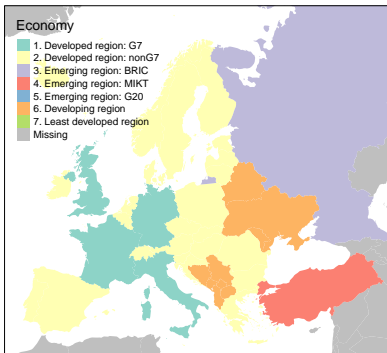 Economy
1. Developed region: G7
2. Developed region: nonG7
3. Emerging region: BRIC
4. Emerging region: MIKT
5. Emerging region: G20
6. Developing region
7. Least developed region
Missing